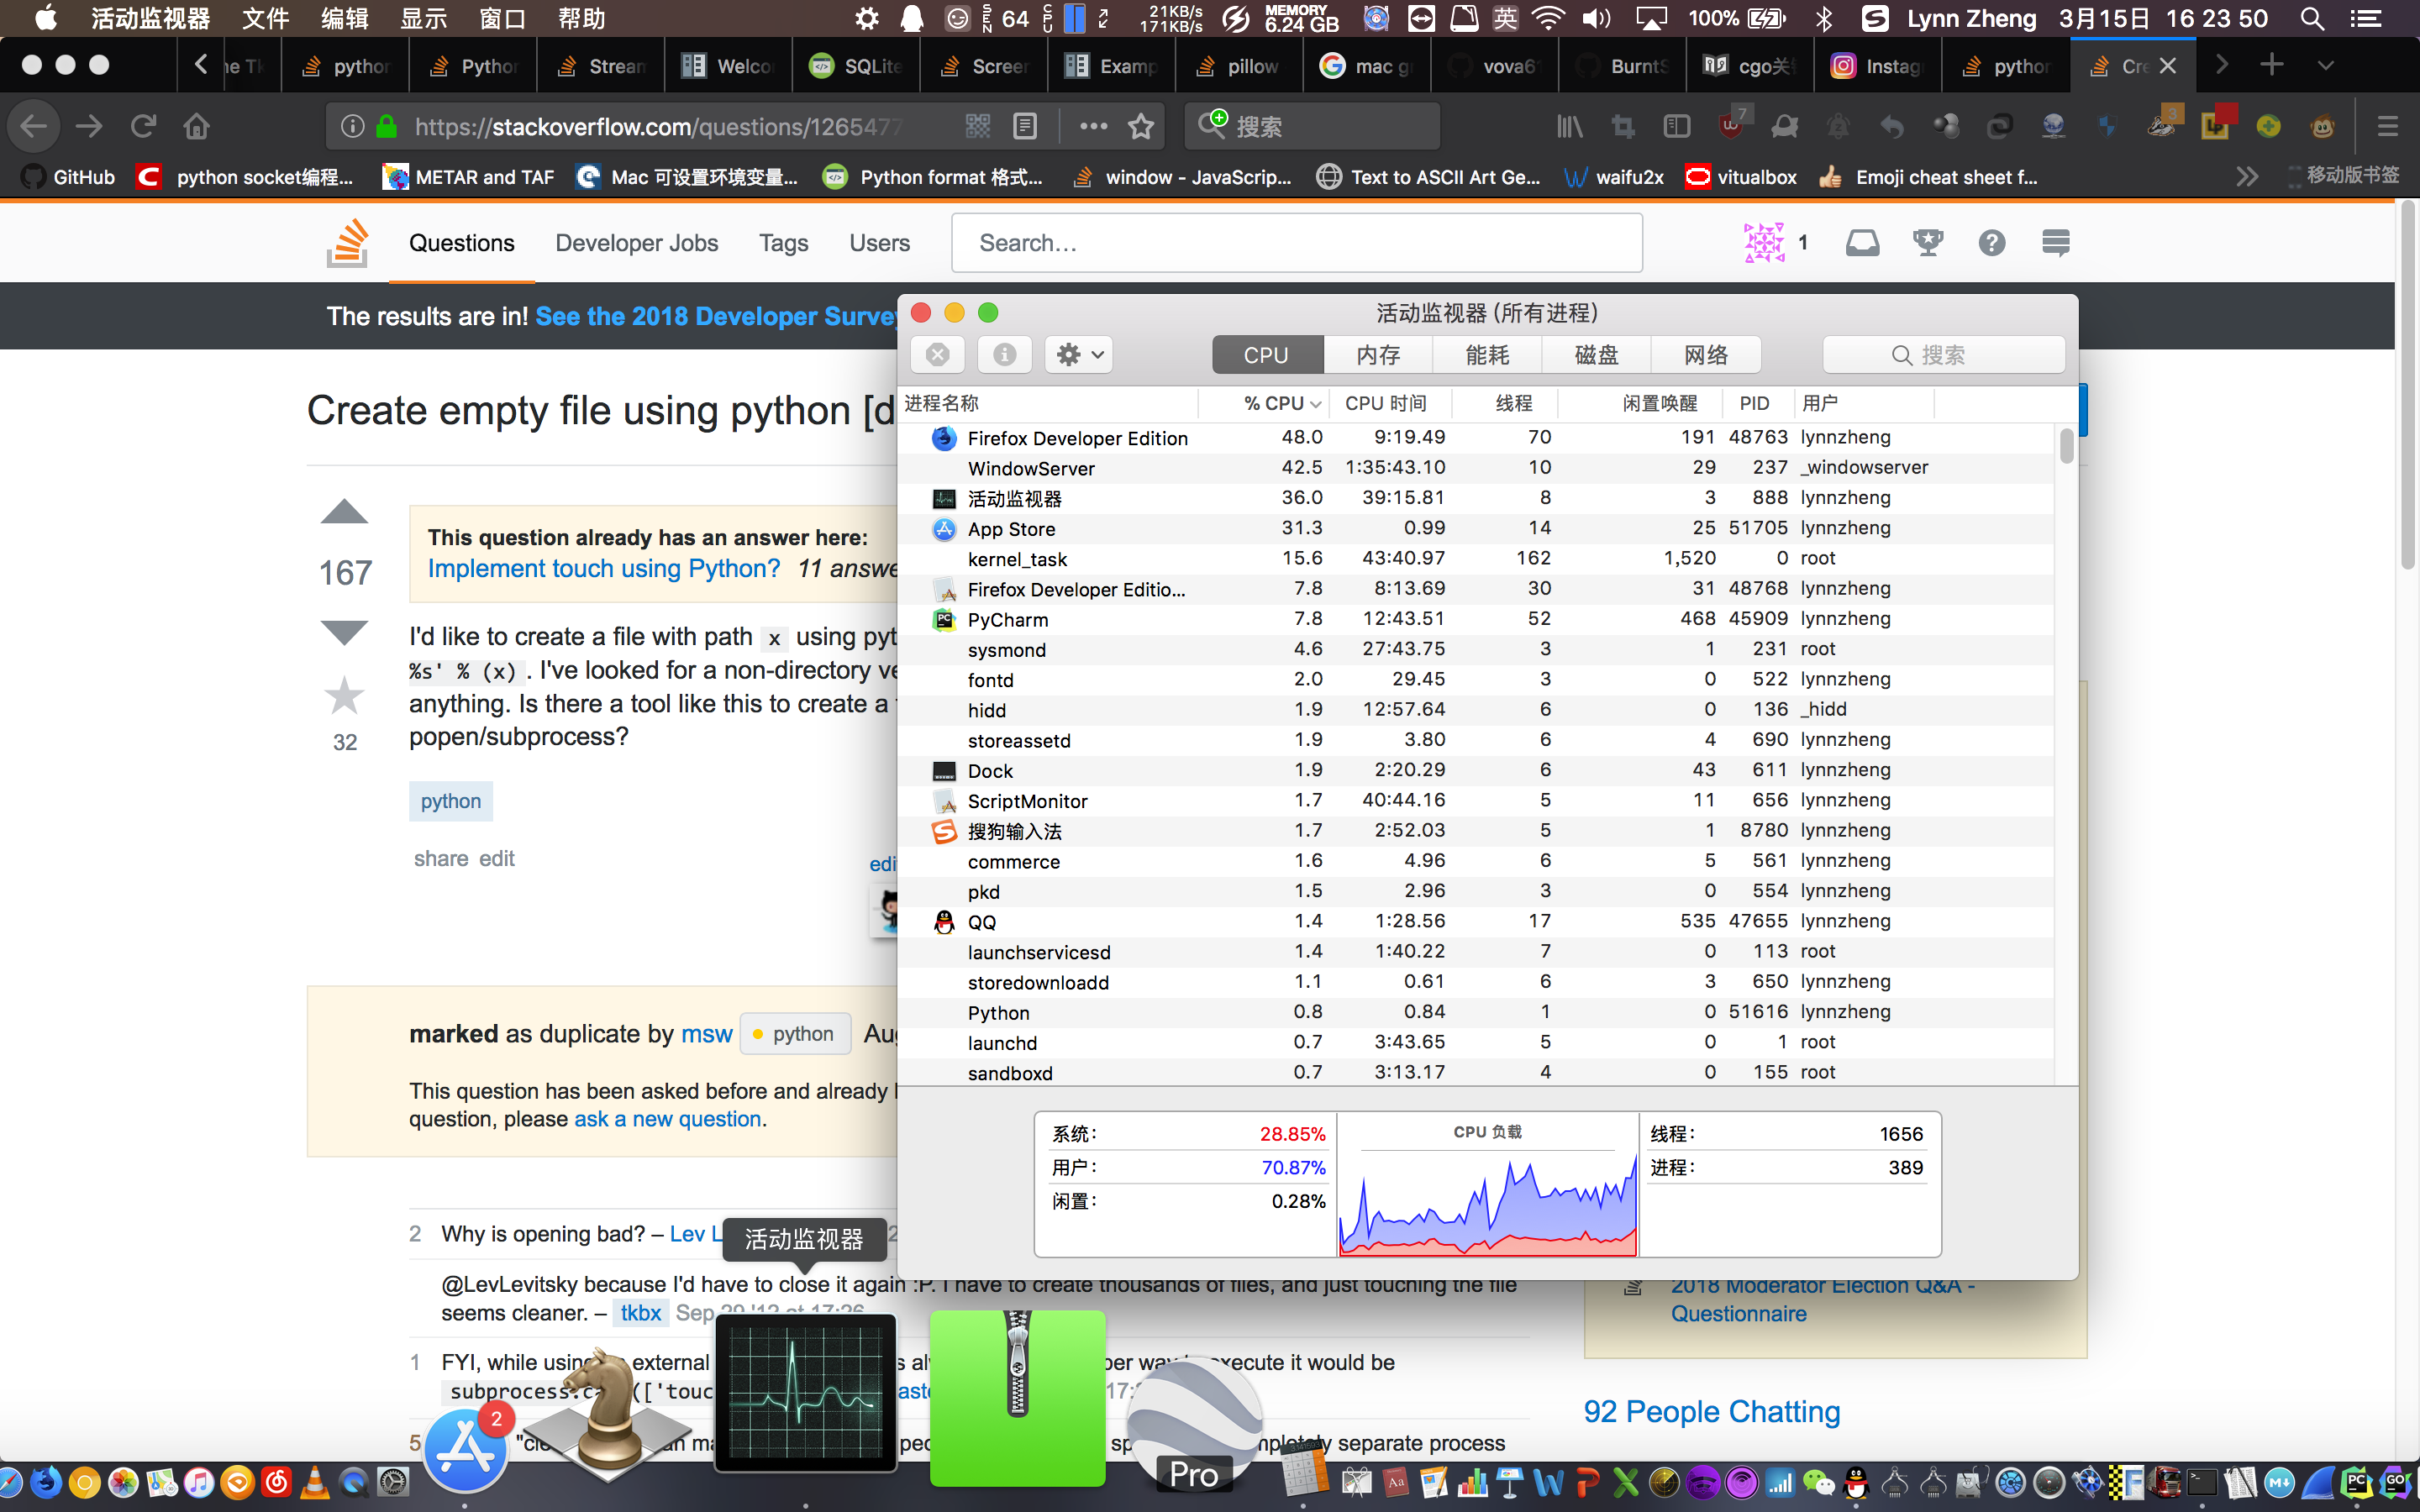 活动监视器 文件 编辑 显示 窗口 帮助 SEN 64 CPU 21KB/s 171KB/s MEMORY 6.24 GB 英 100% Lynn Zheng 3月15日 16 23 50
python Pytho Strean Welco SQLite Screer Examp pillow mac g vova6 Burnt cgo关 Instag python Cre
https://stackoverflow.com/questions/1265477 搜索 7 3
GitHub python socket编程... METAR and TAF Mac 可设置环境变量... Python format 格式... window - JavaScrip... Text to ASCII Art Ge... waifu2x vitualbox Emoji cheat sheet f... 移动版书签
Questions Developer Jobs Tags Users Search… 1
The results are in! See the 2018 Developer Survey
Create empty file using python [d
167
This question already has an answer here:
Implement touch using Python? 11 answe
I'd like to create a file with path x using pyt
%s' % (x) . I've looked for a non-directory ve
anything. Is there a tool like this to create a
popen/subprocess?
32
python
share edit
edi
marked as duplicate by msw python Au
This question has been asked before and already
question, please ask a new question.
2 Why is opening bad? – Lev L
@LevLevitsky because I'd have to close it again :P. I have to create thousands of files, and just touching the file
seems cleaner. – tkbx Sep 29 '12 at 17:26
1 FYI, while using external s al per way execute it would be
subprocess.c (['touc aste 17:
5 "cle an ma pec sp mpletely separate process
活动监视器
活动监视器 (所有进程)
CPU 内存 能耗 磁盘 网络 搜索
进程名称 % CPU CPU 时间 线程 闲置唤醒 PID 用户
Firefox Developer Edition 48.0 9:19.49 70 191 48763 lynnzheng
WindowServer 42.5 1:35:43.10 10 29 237 _windowserver
活动监视器 36.0 39:15.81 8 3 888 lynnzheng
App Store 31.3 0.99 14 25 51705 lynnzheng
kernel_task 15.6 43:40.97 162 1,520 0 root
Firefox Developer Editio... 7.8 8:13.69 30 31 48768 lynnzheng
PyCharm 7.8 12:43.51 52 468 45909 lynnzheng
sysmond 4.6 27:43.75 3 1 231 root
fontd 2.0 29.45 3 0 522 lynnzheng
hidd 1.9 12:57.64 6 0 136 _hidd
storeassetd 1.9 3.80 6 4 690 lynnzheng
Dock 1.9 2:20.29 6 43 611 lynnzheng
ScriptMonitor 1.7 40:44.16 5 11 656 lynnzheng
搜狗输入法 1.7 2:52.03 5 1 8780 lynnzheng
commerce 1.6 4.96 6 5 561 lynnzheng
pkd 1.5 2.96 3 0 554 lynnzheng
QQ 1.4 1:28.56 17 535 47655 lynnzheng
launchservicesd 1.4 1:40.22 7 0 113 root
storedownloadd 1.1 0.61 6 3 650 lynnzheng
Python 0.8 0.84 1 0 51616 lynnzheng
launchd 0.7 3:43.65 5 0 1 root
sandboxd 0.7 3:13.17 4 0 155 root
系统: 28.85% CPU 负载 线程: 1656
用户: 70.87% 进程: 389
闲置: 0.28%
2018 Moderator Election Q&A -
Questionnaire
92 People Chatting
2
Pro